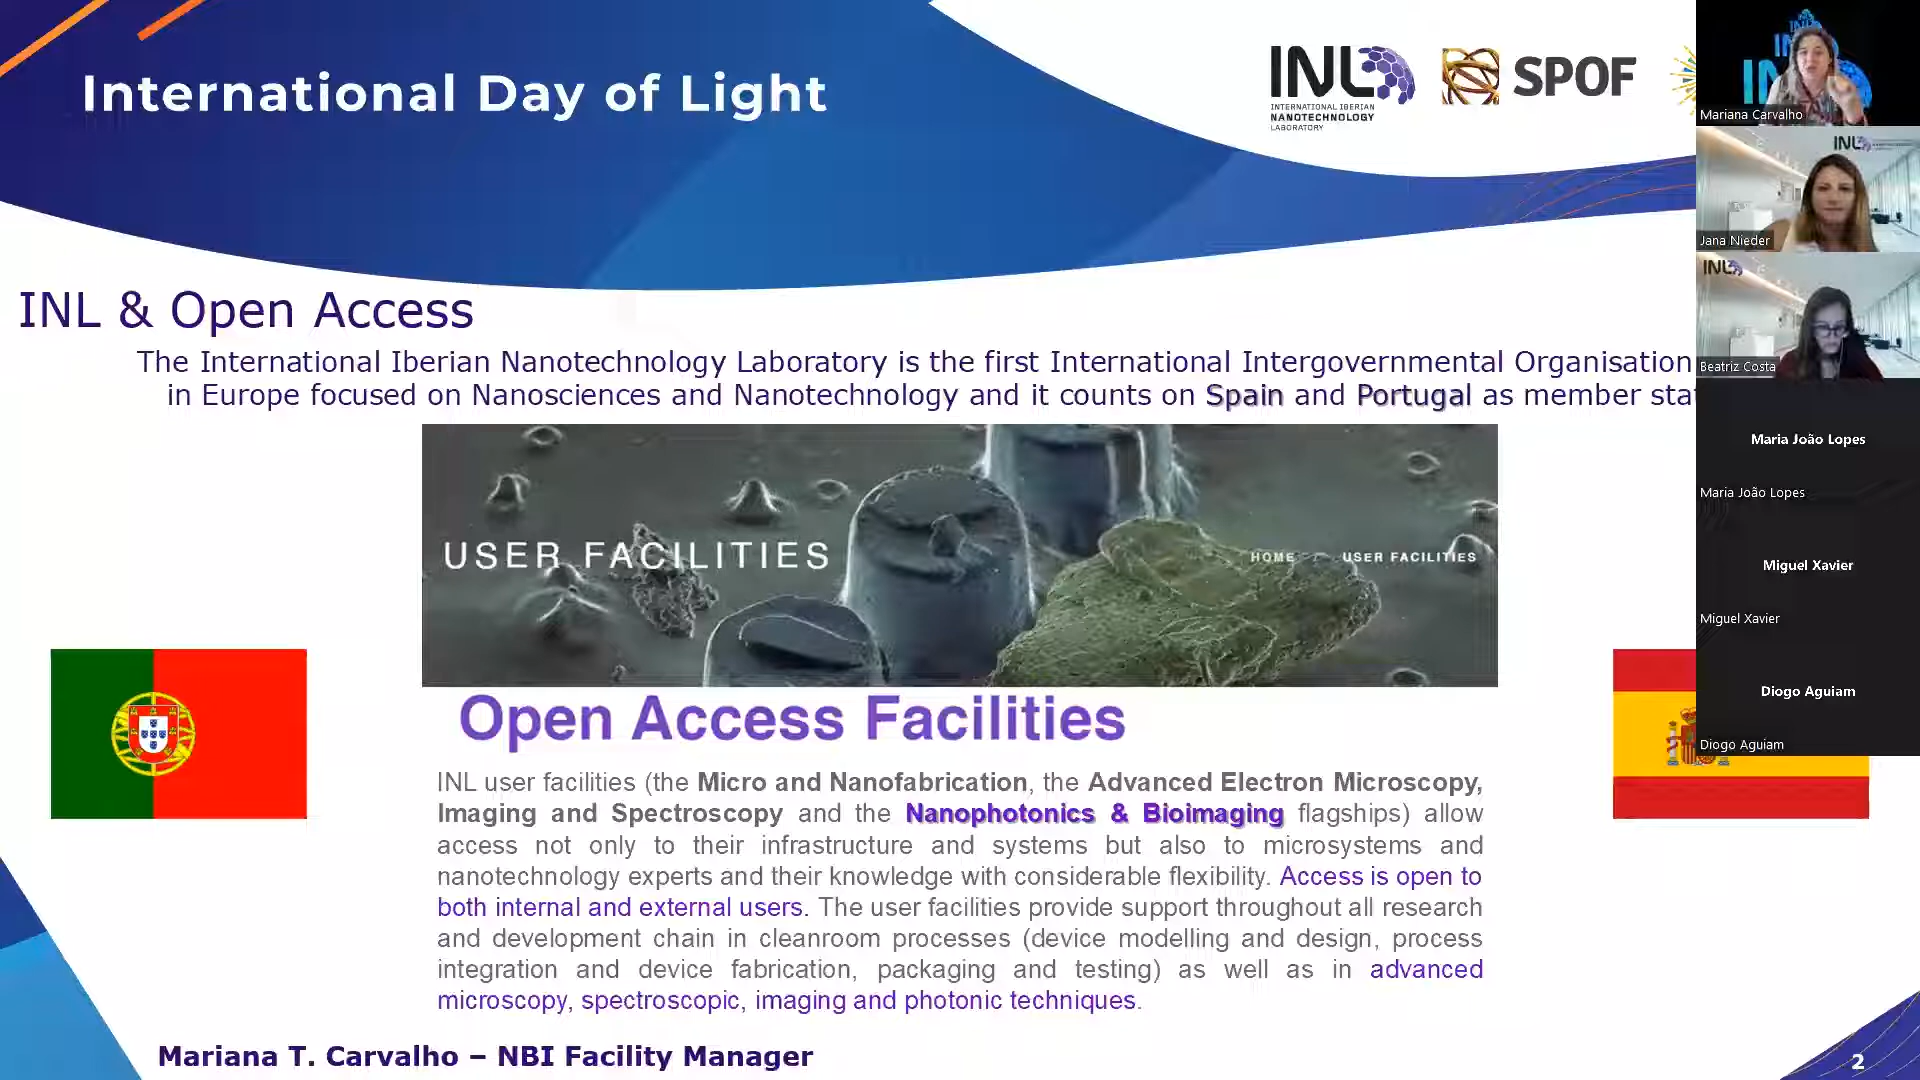 International Day of Light
INL
INTERNATIONAL IBERIAN
NANOTECHNOLOGY
LABORATORY
SPOF
INL & Open Access
The International Iberian Nanotechnology Laboratory is the first International Intergovernmental Organisation
in Europe focused on Nanosciences and Nanotechnology and it counts on Spain and Portugal as member
USER FACILITIES
HOME
USER FACILITIES
Open Access Facilities
INL user facilities (the Micro and Nanofabrication, the Advanced Electron Microscopy,
Imaging and Spectroscopy and the Nanophotonics & Bioimaging flagships) allow
access not only to their infrastructure and systems but also to microsystems and
nanotechnology experts and their knowledge with considerable flexibility. Access is open to
both internal and external users. The user facilities provide support throughout all research
and development chain in cleanroom processes (device modelling and design, process
integration and device fabrication, packaging and testing) as well as in advanced
microscopy, spectroscopic, imaging and photonic techniques.
Mariana T. Carvalho – NBI Facility Manager
2
Mariana Carvalho
INL
Jana Nieder
INL
Beatriz Costa
Maria João Lopes
Maria João Lopes
Miguel Xavier
Miguel Xavier
Diogo Aguiam
Diogo Aguiam